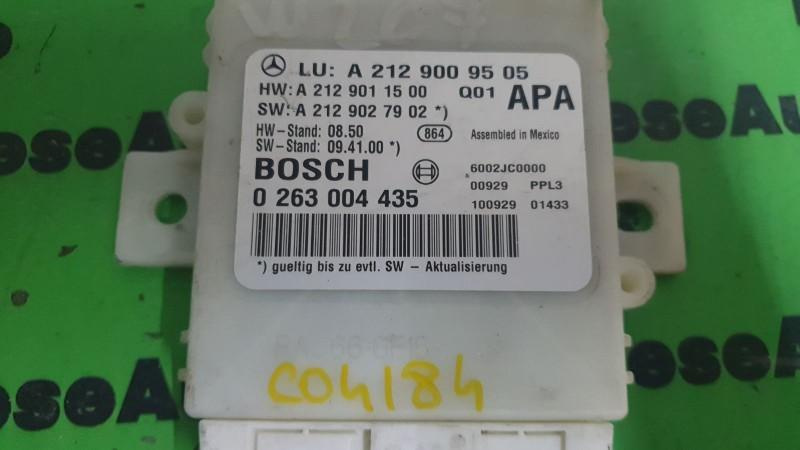 W207
LU: A 212 900 95 05
HW: A 212 901 15 00 Q01 APA
SW: A 212 902 79 02 *)
HW-Stand: 08.50 864 Assembled in Mexico
SW-Stand: 09.41.00 *)
BOSCH 6002JC0000
00929 PPL3
0 263 004 435 100929 01433
*) gueltig bis zu evtl. SW - Aktualisierung
C04184